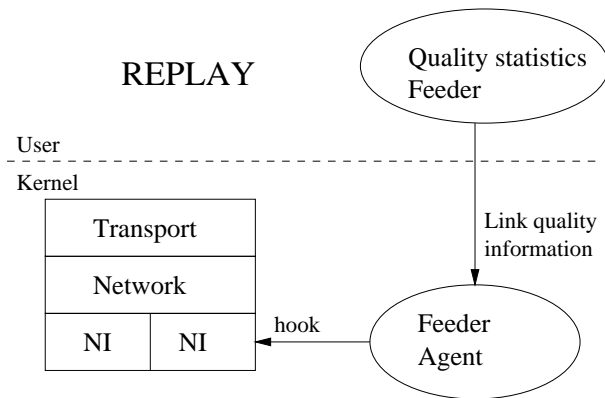 REPLAY
Quality statistics
Feeder
User
Kernel
Transport
Network
NI
NI
hook
Link quality
information
Feeder
Agent